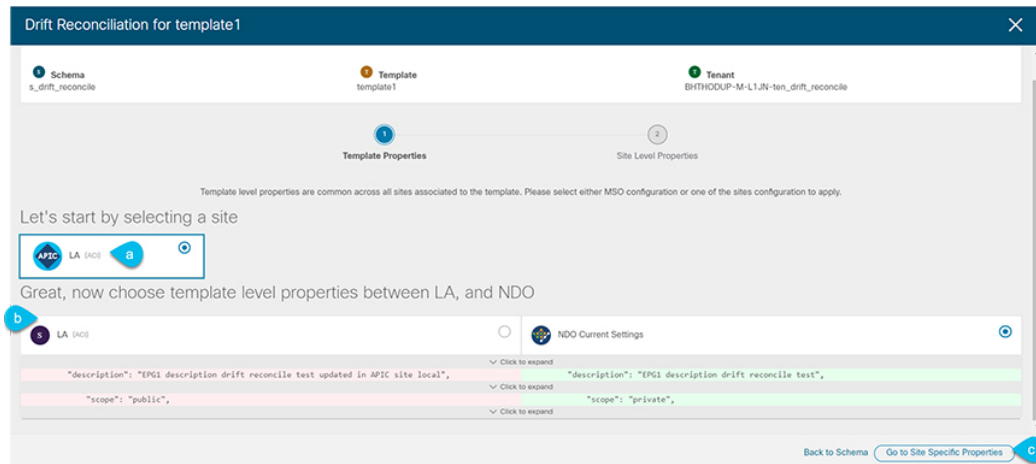 Drift Reconciliation for template1
S Schema
s_drift_reconcile
T Template
template1
T Tenant
BHTHODUP-M-L1JN-ten_drift_reconcile
1
Template Properties
2
Site Level Properties
Template level properties are common across all sites associated to the template. Please select either MSO configuration or one of the sites configuration to apply.
Let's start by selecting a site
APIC LA (ACI) a
Great, now choose template level properties between LA, and NDO
b
S LA (ACI)
NDO Current Settings
Click to expand
"description": "EPG1 description drift reconcile test updated in APIC site local", "description": "EPG1 description drift reconcile test",
Click to expand
"scope": "public", "scope": "private",
Click to expand
Back to Schema Go to Site Specific Properties c